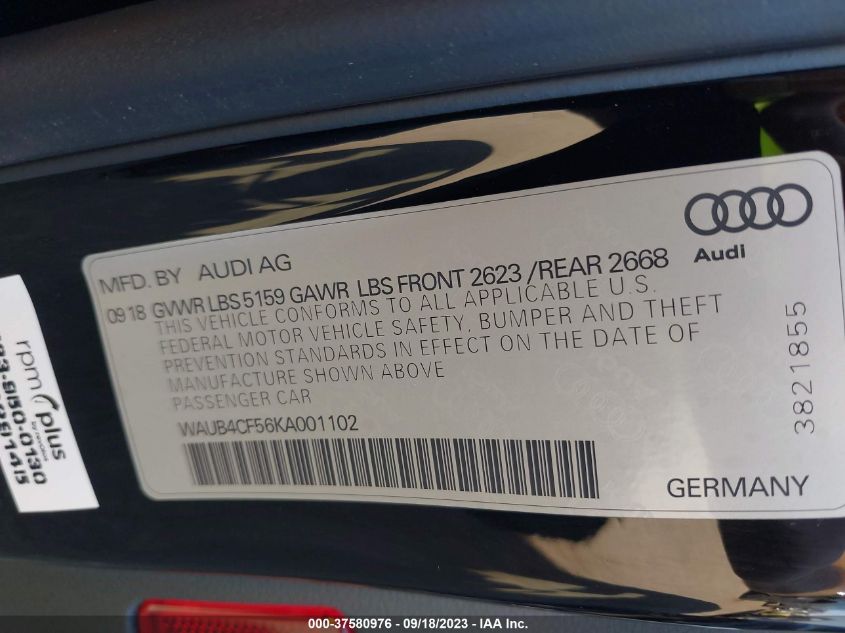 MFD. BY AUDI AG
09 18 GVWR LBS 5159 GAWR LBS FRONT 2623 /REAR 2668
THIS VEHICLE CONFORMS TO ALL APPLICABLE U.S.
FEDERAL MOTOR VEHICLE SAFETY, BUMPER AND THEFT
PREVENTION STANDARDS IN EFFECT ON THE DATE OF
MANUFACTURE SHOWN ABOVE
PASSENGER CAR
WAUB4CF56KA001102
GERMANY
Audi
3821855
rpm plus
000-37580976 / 09/18/2023 - IAA Inc.